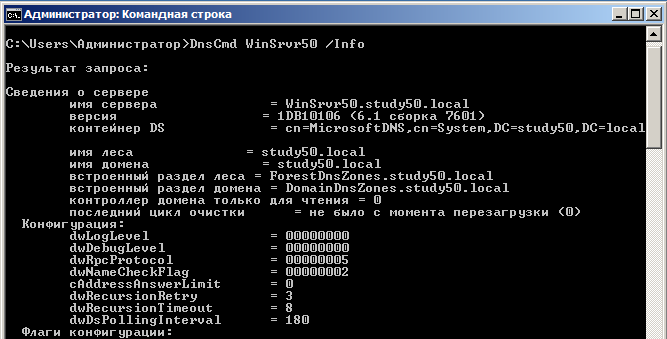 Администратор: Командная строка
C:\Users\Администратор>DnsCmd WinSrvr50 /Info
Результат запроса:
Сведения о сервере
имя сервера = WinSrvr50.study50.local
версия = 1DB10106 (6.1 сборка 7601)
контейнер DS = cn=MicrosoftDNS,cn=System,DC=study50,DC=local
имя леса = study50.local
имя домена = study50.local
встроенный раздел леса = ForestDnsZones.study50.local
встроенный раздел домена = DomainDnsZones.study50.local
контроллер домена только для чтения = 0
последний цикл очистки = не было с момента перезагрузки (0)
Конфигурация:
dwLogLevel = 00000000
dwDebugLevel = 00000000
dwRpcProtocol = 00000005
dwNameCheckFlag = 00000002
cAddressAnswerLimit = 0
dwRecursionRetry = 3
dwRecursionTimeout = 8
dwDsPollingInterval = 180
Флаги конфигурации: